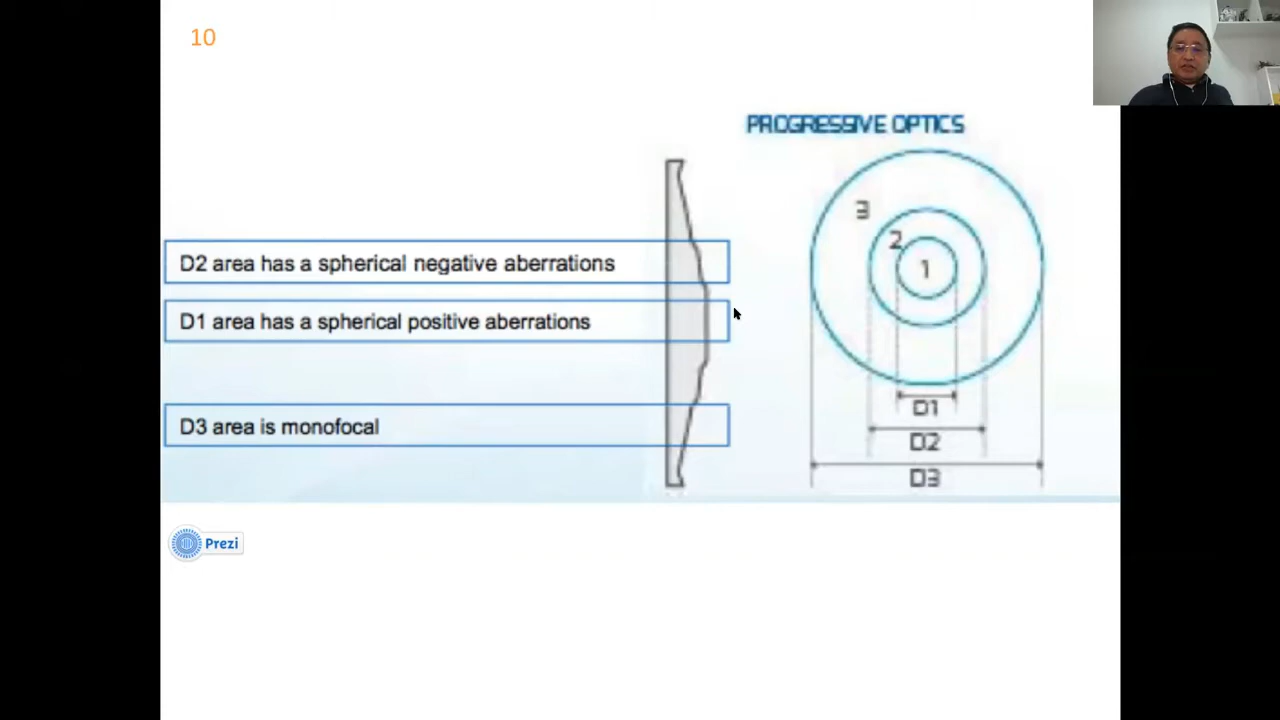 10
PROGRESSIVE OPTICS
3
2
1
D2 area has a spherical negative aberrations
D1 area has a spherical positive aberrations
D1
D3 area is monofocal
D2
D3
Prezi